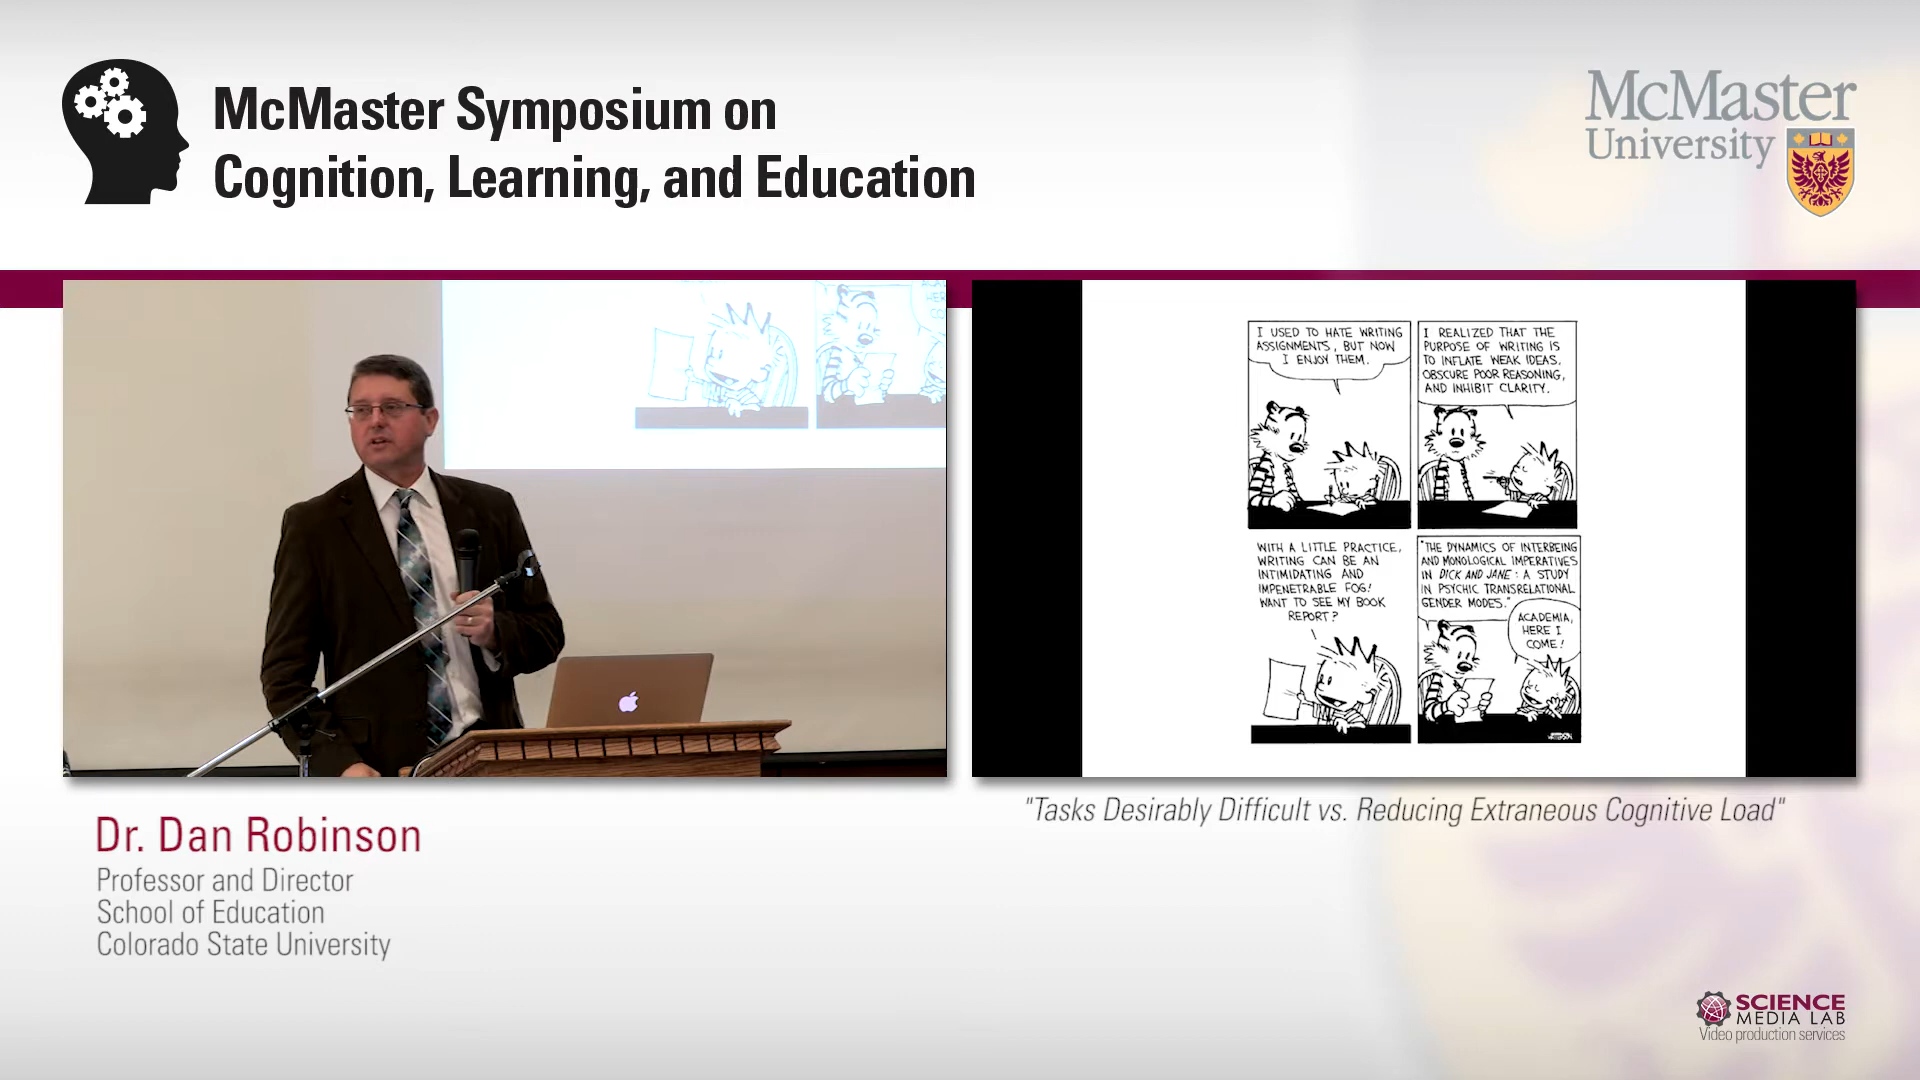 McMaster Symposium on
Cognition, Learning, and Education
McMaster
University
I USED TO HATE WRITING
ASSIGNMENTS, BUT NOW
I ENJOY THEM.
I REALIZED THAT THE
PURPOSE OF WRITING IS
TO INFLATE WEAK IDEAS,
OBSCURE POOR REASONING,
AND INHIBIT CLARITY.
WITH A LITTLE PRACTICE,
WRITING CAN BE AN
INTIMIDATING AND
IMPENETRABLE FOG!
WANT TO SEE MY BOOK
REPORT?
"THE DYNAMICS OF INTERBEING
AND MONOLOGICAL IMPERATIVES
IN DICK AND JANE : A STUDY
IN PSYCHIC TRANSRELATIONAL
GENDER MODES."
ACADEMIA,
HERE I
COME!
"Tasks Desirably Difficult vs. Reducing Extraneous Cognitive Load"
Dr. Dan Robinson
Professor and Director
School of Education
Colorado State University
SCIENCE
MEDIA LAB
Video production services